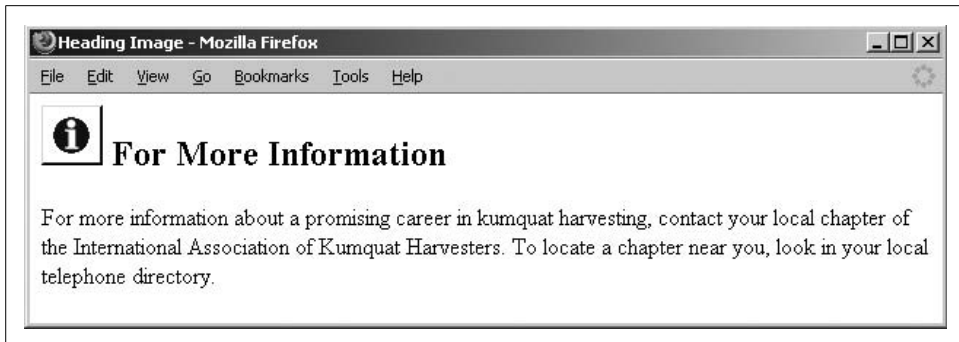 Heading Image - Mozilla Firefox
File Edit View Go Bookmarks Tools Help
For More Information
For more information about a promising career in kumquat harvesting, contact your local chapter of
the International Association of Kumquat Harvesters. To locate a chapter near you, look in your local
telephone directory.